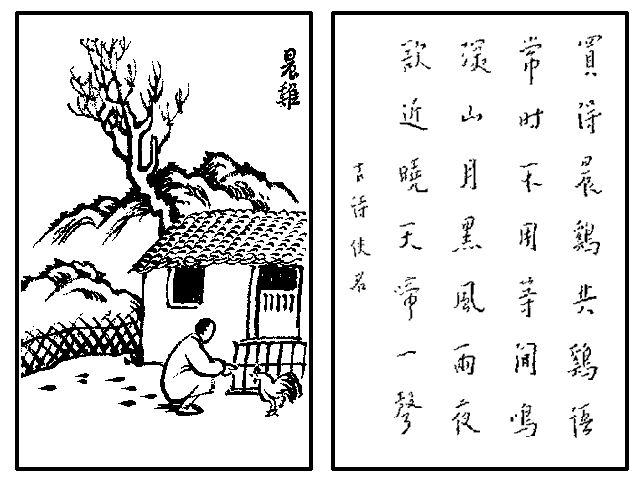 晨雞
買得晨鷄共鷄語
常時不用等閒鳴
深山月黑風雨夜
欲近曉天啼一聲
古詩佚名